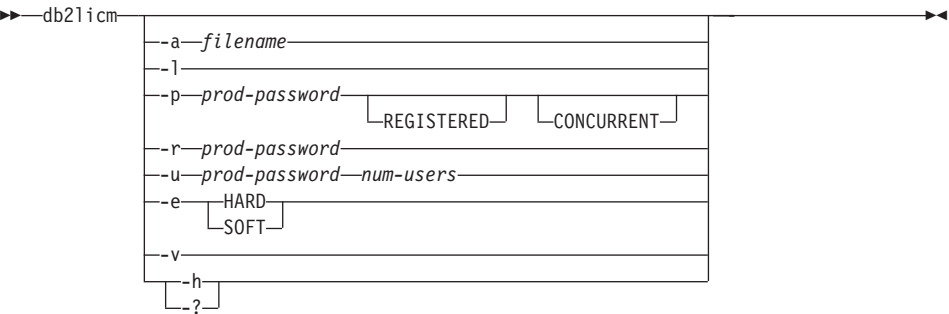 db2licm
-a filename
-l
-p prod-password
REGISTERED CONCURRENT
-r prod-password
-u prod-password num-users
-e HARD
SOFT
-v
-h
-?